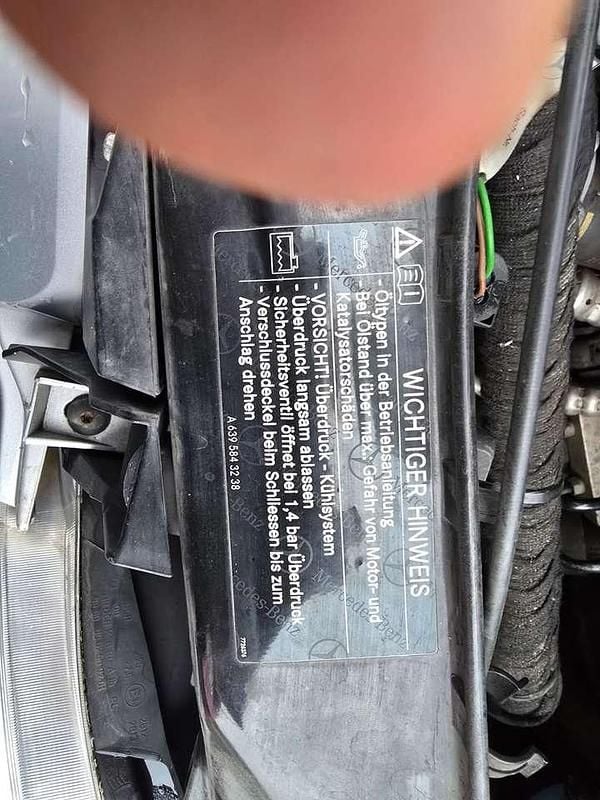 WICHTIGER HINWEIS
- Öltypen in der Betriebsanleitung
Bei Ölstand über max., Gefahr von Motor- und
Katalysatorschäden
- VORSICHT! Überdruck - Kühlsystem
- Überdruck langsam ablassen
- Sicherheitsventil öffnet bei 1,4 bar Überdruck
- Verschlussdeckel beim Schliessen bis zum
Anschlag drehen
A 639 584 32 38
Mercedes-Benz